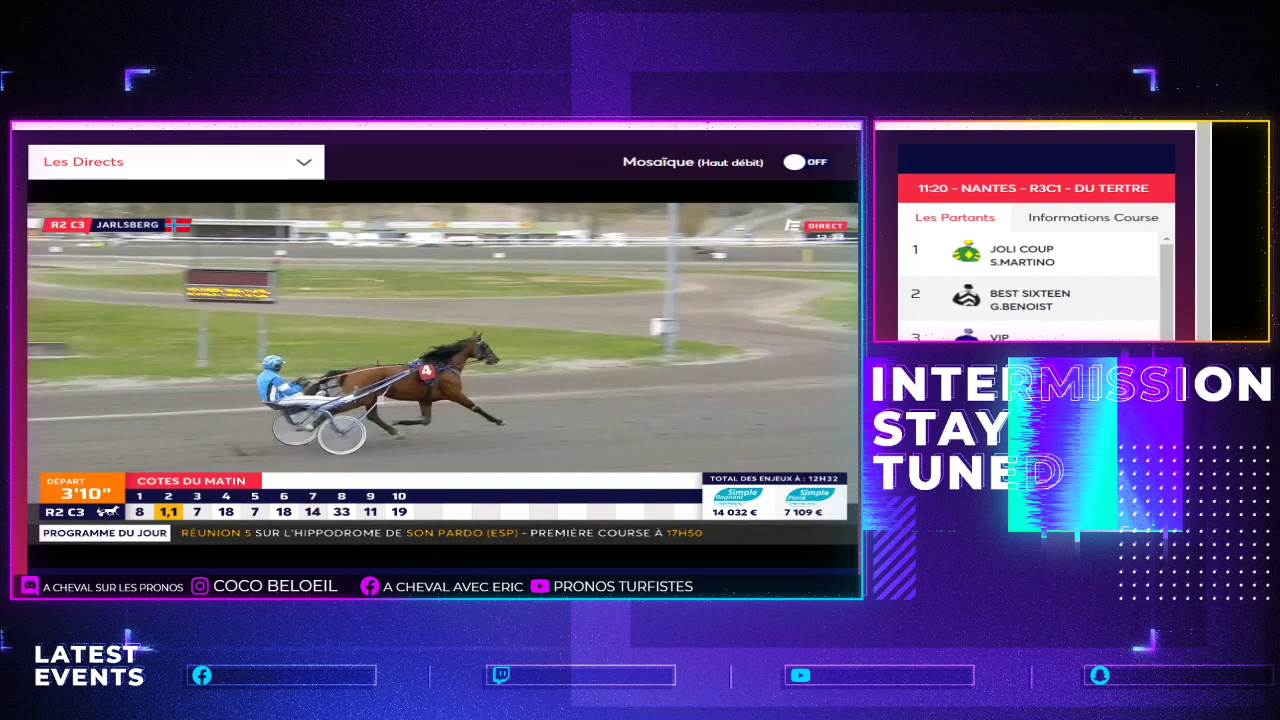 Les Directs
Mosaïque (Haut débit)
OFF
R2 C3 JARLSBERG
DIRECT
4
DÉPART
3'10"
COTES DU MATIN
1 2 3 4 5 6 7 8 9 10
R2 C3 8 1,1 7 18 7 18 14 33 11 19
TOTAL DES ENJEUX À : 12H32
Simple Gagnant
Simple Placé
14 032 € 7 109 €
PROGRAMME DU JOUR RÉUNION 5 SUR L'HIPPODROME DE SON PARDO (ESP) - PREMIÈRE COURSE À 17H50
A CHEVAL SUR LES PRONOS COCO BELOEIL A CHEVAL AVEC ERIC PRONOS TURFISTES
11:20 - NANTES - R3C1 - DU TERTRE
Les Partants Informations Course
1 JOLI COUP
S.MARTINO
2 BEST SIXTEEN
G.BENOIST
3 VIP
INTERMISSION
STAY
TUNED
LATEST
EVENTS